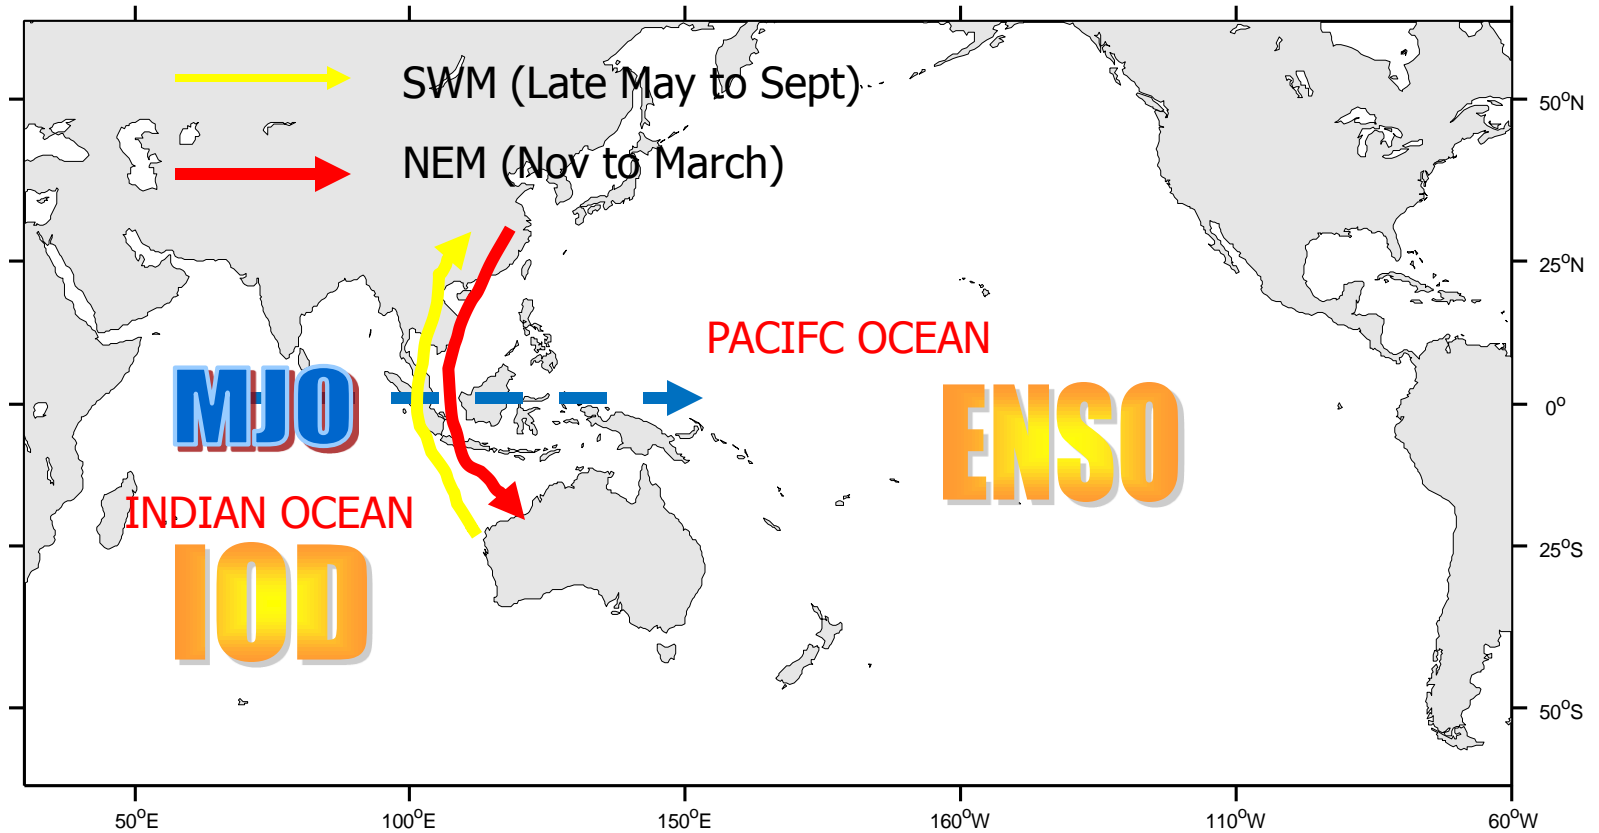 SWM (Late May to Sept)
NEM (Nov to March)
PACIFC OCEAN
MJO
ENSO
INDIAN OCEAN
IOD
50°N
25°N
0°
25°S
50°S
50°E
100°E
150°E
160°W
110°W
60°W